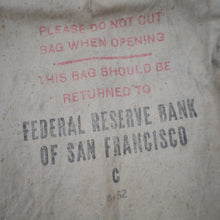 PLEASE DO NOT CUT
BAG WHEN OPENING
THIS BAG SHOULD BE
RETURNED TO
FEDERAL RESERVE BANK
OF SAN FRANCISCO
C